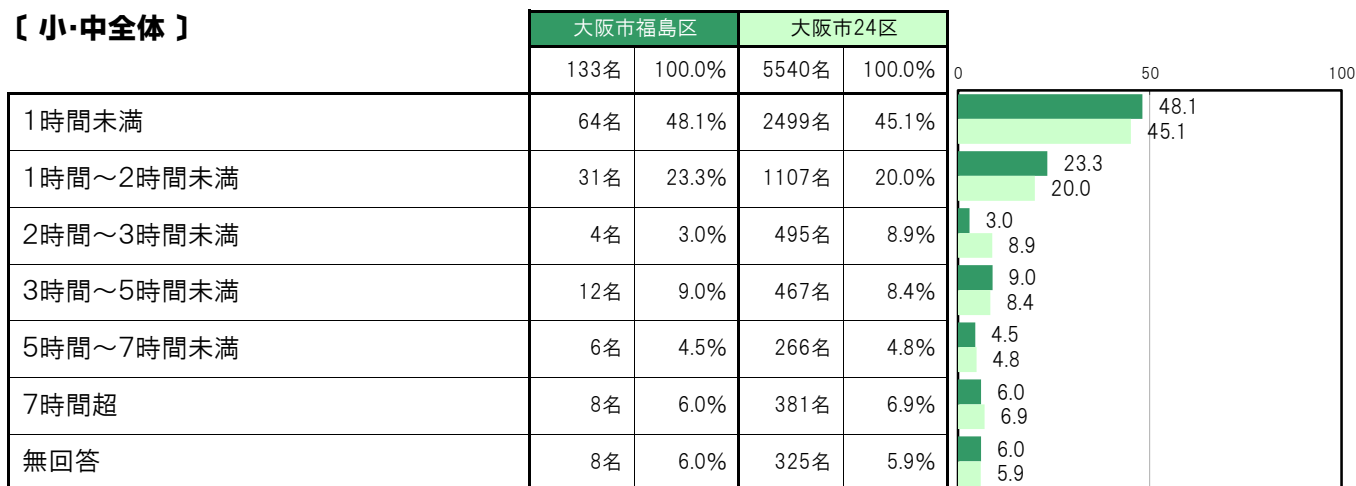 〔 小・中全体 〕
大阪市福島区 大阪市24区
133名 100.0% 5540名 100.0%
0 50 100
1時間未満 64名 48.1% 2499名 45.1%
48.1
45.1
1時間～2時間未満 31名 23.3% 1107名 20.0%
23.3
20.0
2時間～3時間未満 4名 3.0% 495名 8.9%
3.0
8.9
3時間～5時間未満 12名 9.0% 467名 8.4%
9.0
8.4
5時間～7時間未満 6名 4.5% 266名 4.8%
4.5
4.8
7時間超 8名 6.0% 381名 6.9%
6.0
6.9
無回答 8名 6.0% 325名 5.9%
6.0
5.9